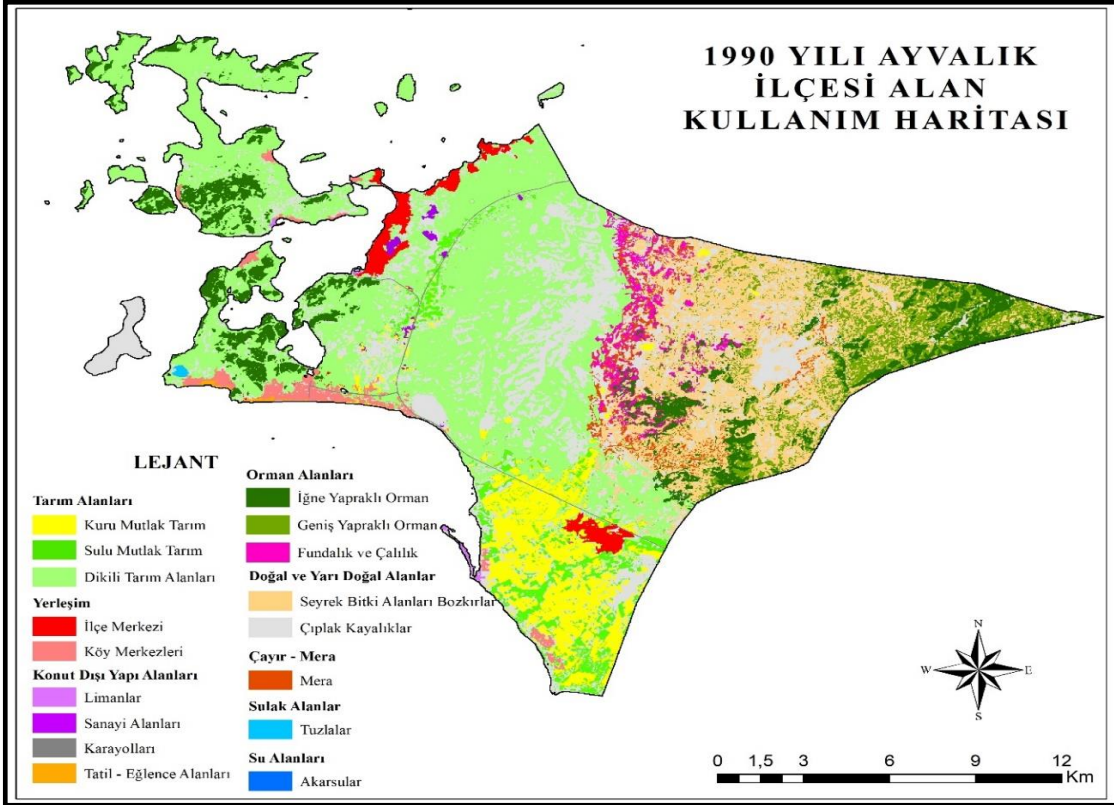 1990 YILI AYVALIK
İLÇESİ ALAN
KULLANIM HARİTASI
LEJANT
Tarım Alanları
Kuru Mutlak Tarım
Sulu Mutlak Tarım
Dikili Tarım Alanları
Yerleşim
İlçe Merkezi
Köy Merkezleri
Konut Dışı Yapı Alanları
Limanlar
Sanayi Alanları
Karayolları
Tatil - Eğlence Alanları
Orman Alanları
İğne Yapraklı Orman
Geniş Yapraklı Orman
Fundalık ve Çalılık
Doğal ve Yarı Doğal Alanlar
Seyrek Bitki Alanları Bozkırlar
Çıplak Kayalıklar
Çayır - Mera
Mera
Sulak Alanlar
Tuzlalar
Su Alanları
Akarsular
N
W E
S
0 1,5 3 6 9 12
Km